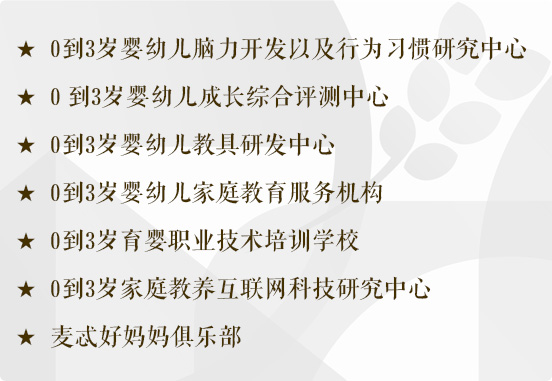 ★ 0到3岁婴幼儿脑力开发以及行为习惯研究中心
★ 0 到3岁婴幼儿成长综合评测中心
★ 0到3岁婴幼儿教具研发中心
★ 0到3岁婴幼儿家庭教育服务机构
★ 0到3岁育婴职业技术培训学校
★ 0到3岁家庭教养互联网科技研究中心
★ 麦忒好妈妈俱乐部